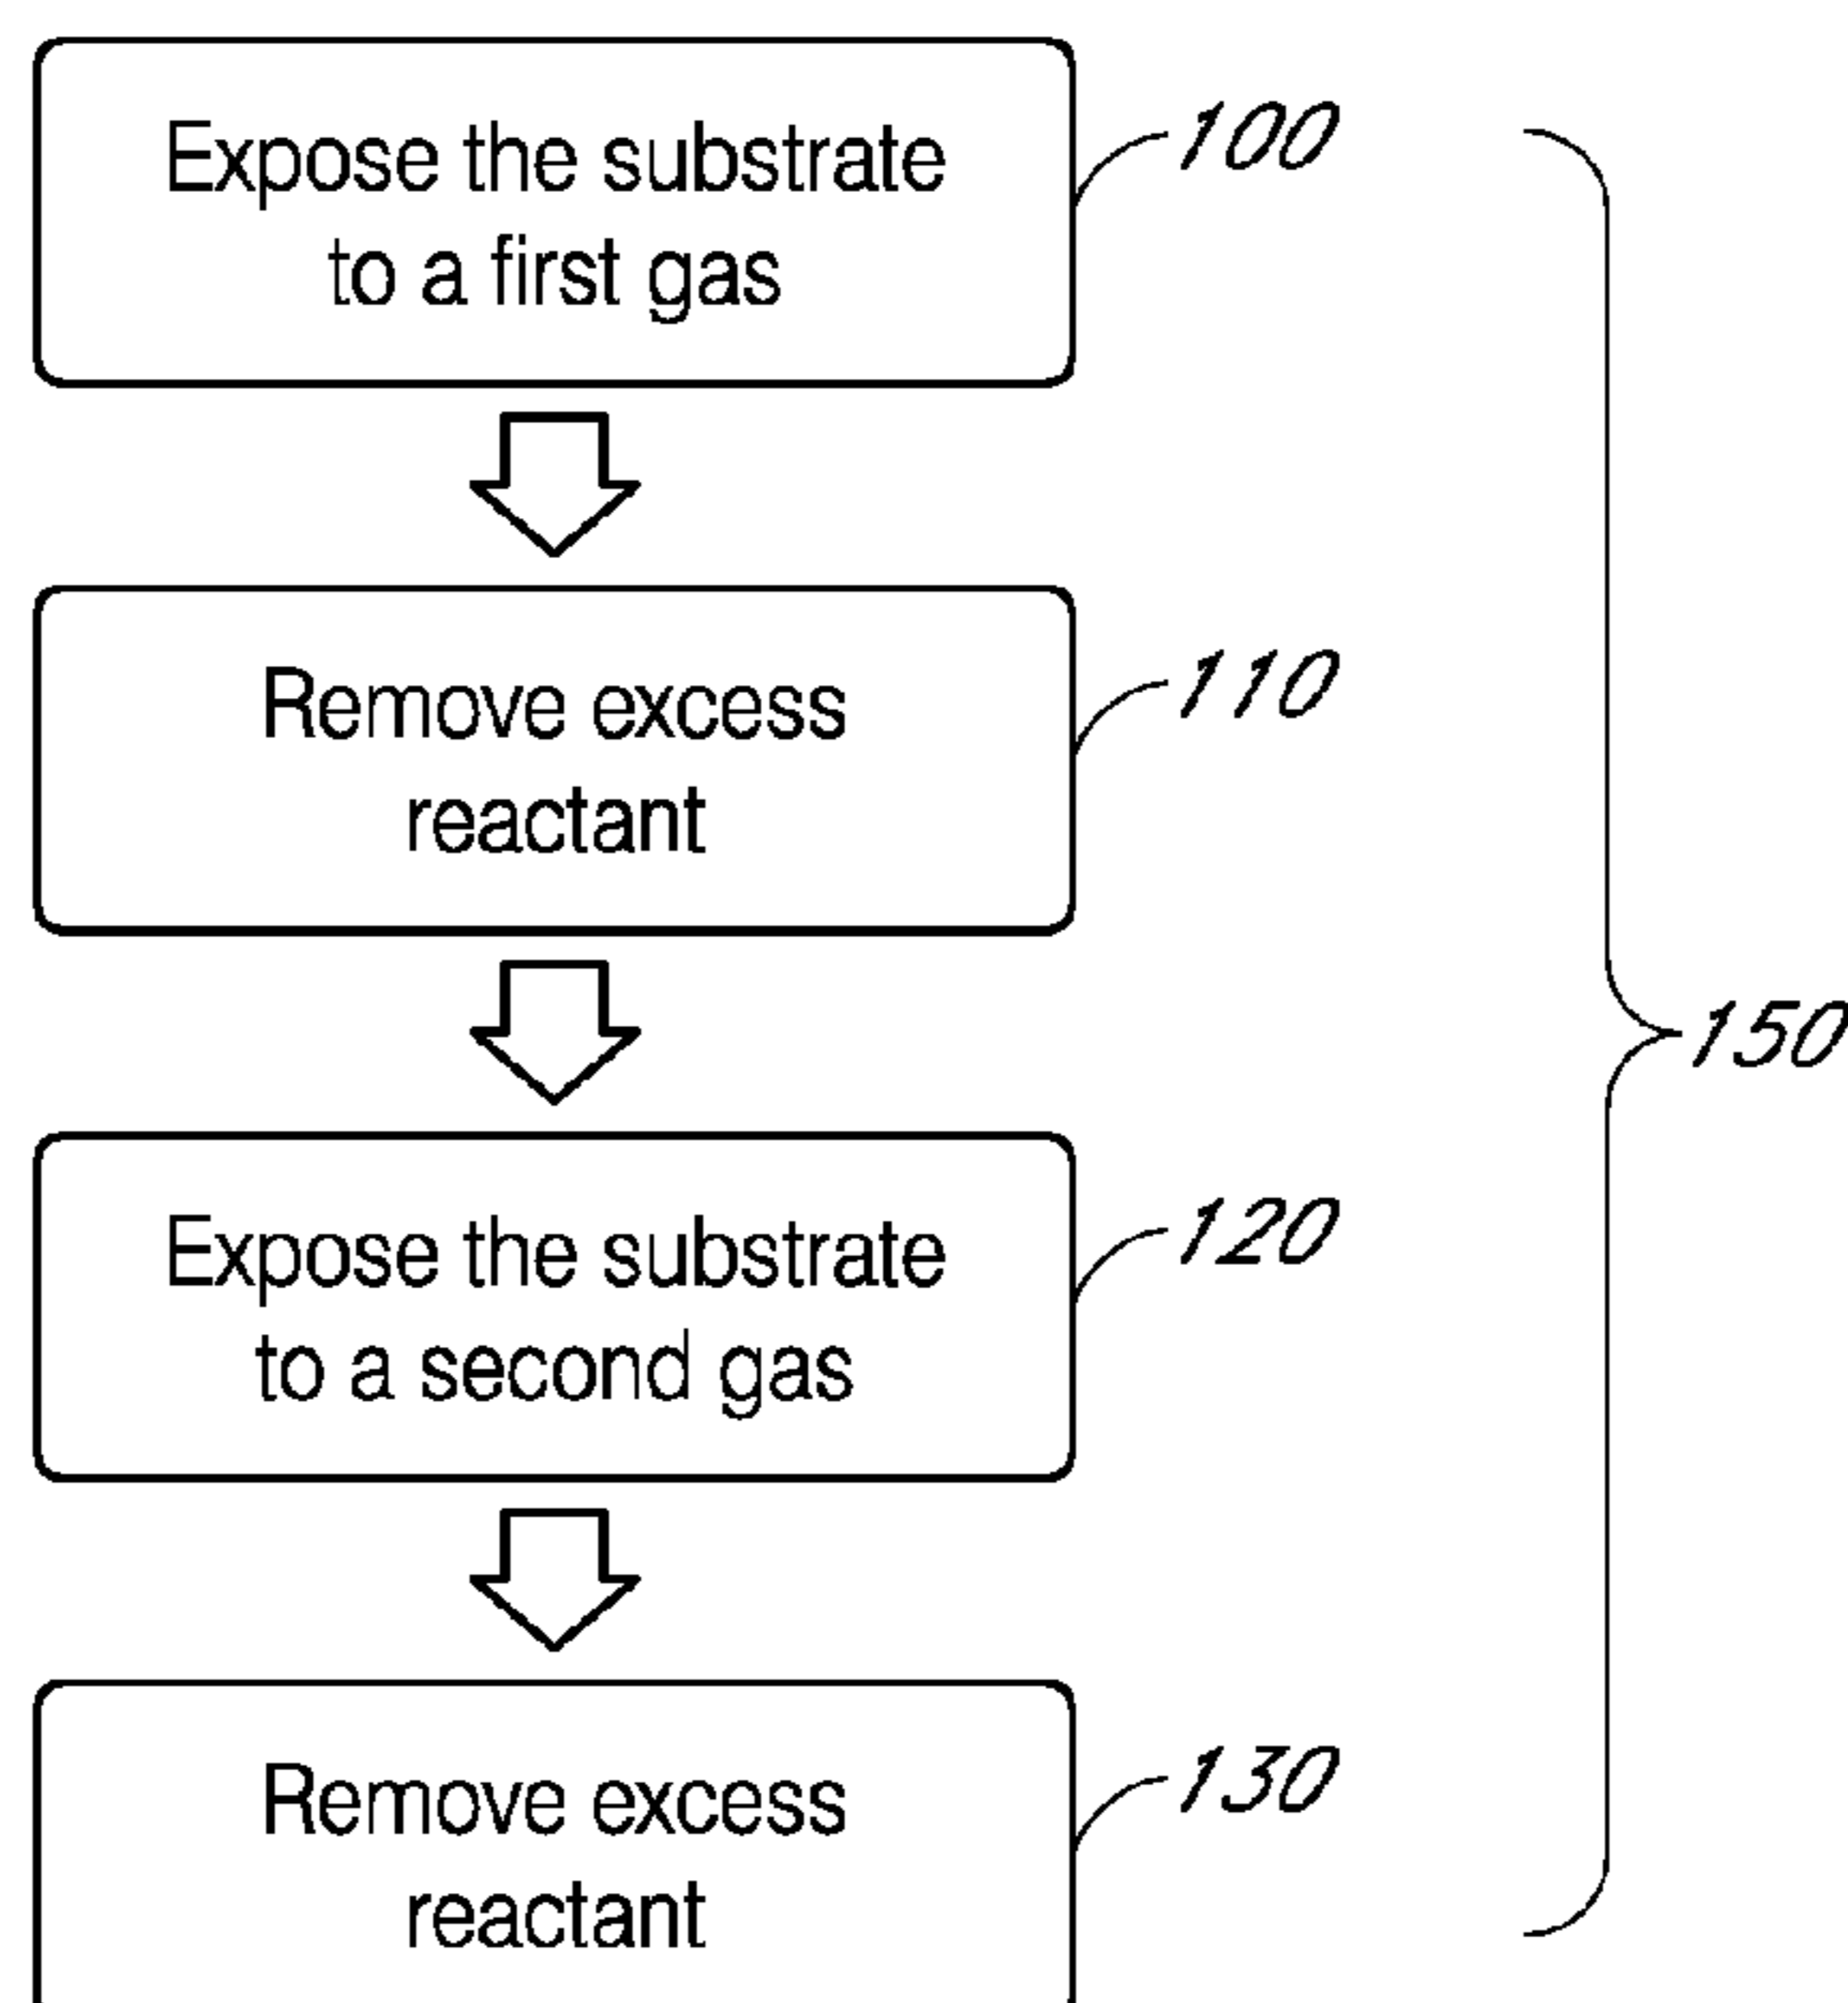 Expose the substrate
to a first gas
100
Remove excess
reactant
110
150
Expose the substrate
to a second gas
120
Remove excess
reactant
130